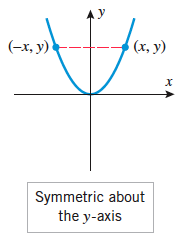 y
(−x, y) (x, y)
x
Symmetric about
the y-axis